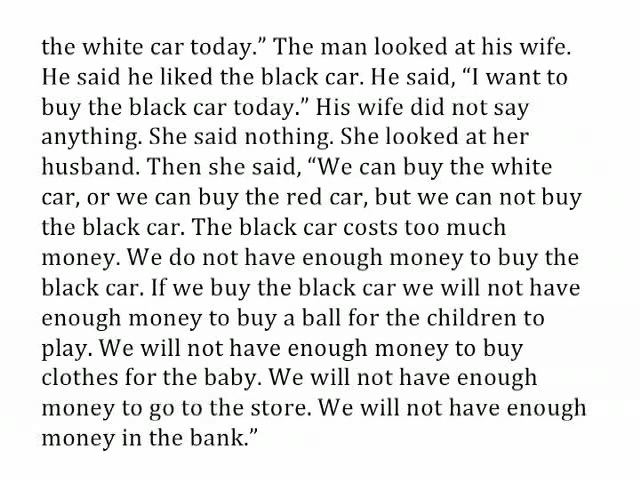 the white car today.” The man looked at his wife.
He said he liked the black car. He said, “I want to
buy the black car today.” His wife did not say
anything. She said nothing. She looked at her
husband. Then she said, “We can buy the white
car, or we can buy the red car, but we can not buy
the black car. The black car costs too much
money. We do not have enough money to buy the
black car. If we buy the black car we will not have
enough money to buy a ball for the children to
play. We will not have enough money to buy
clothes for the baby. We will not have enough
money to go to the store. We will not have enough
money in the bank.”